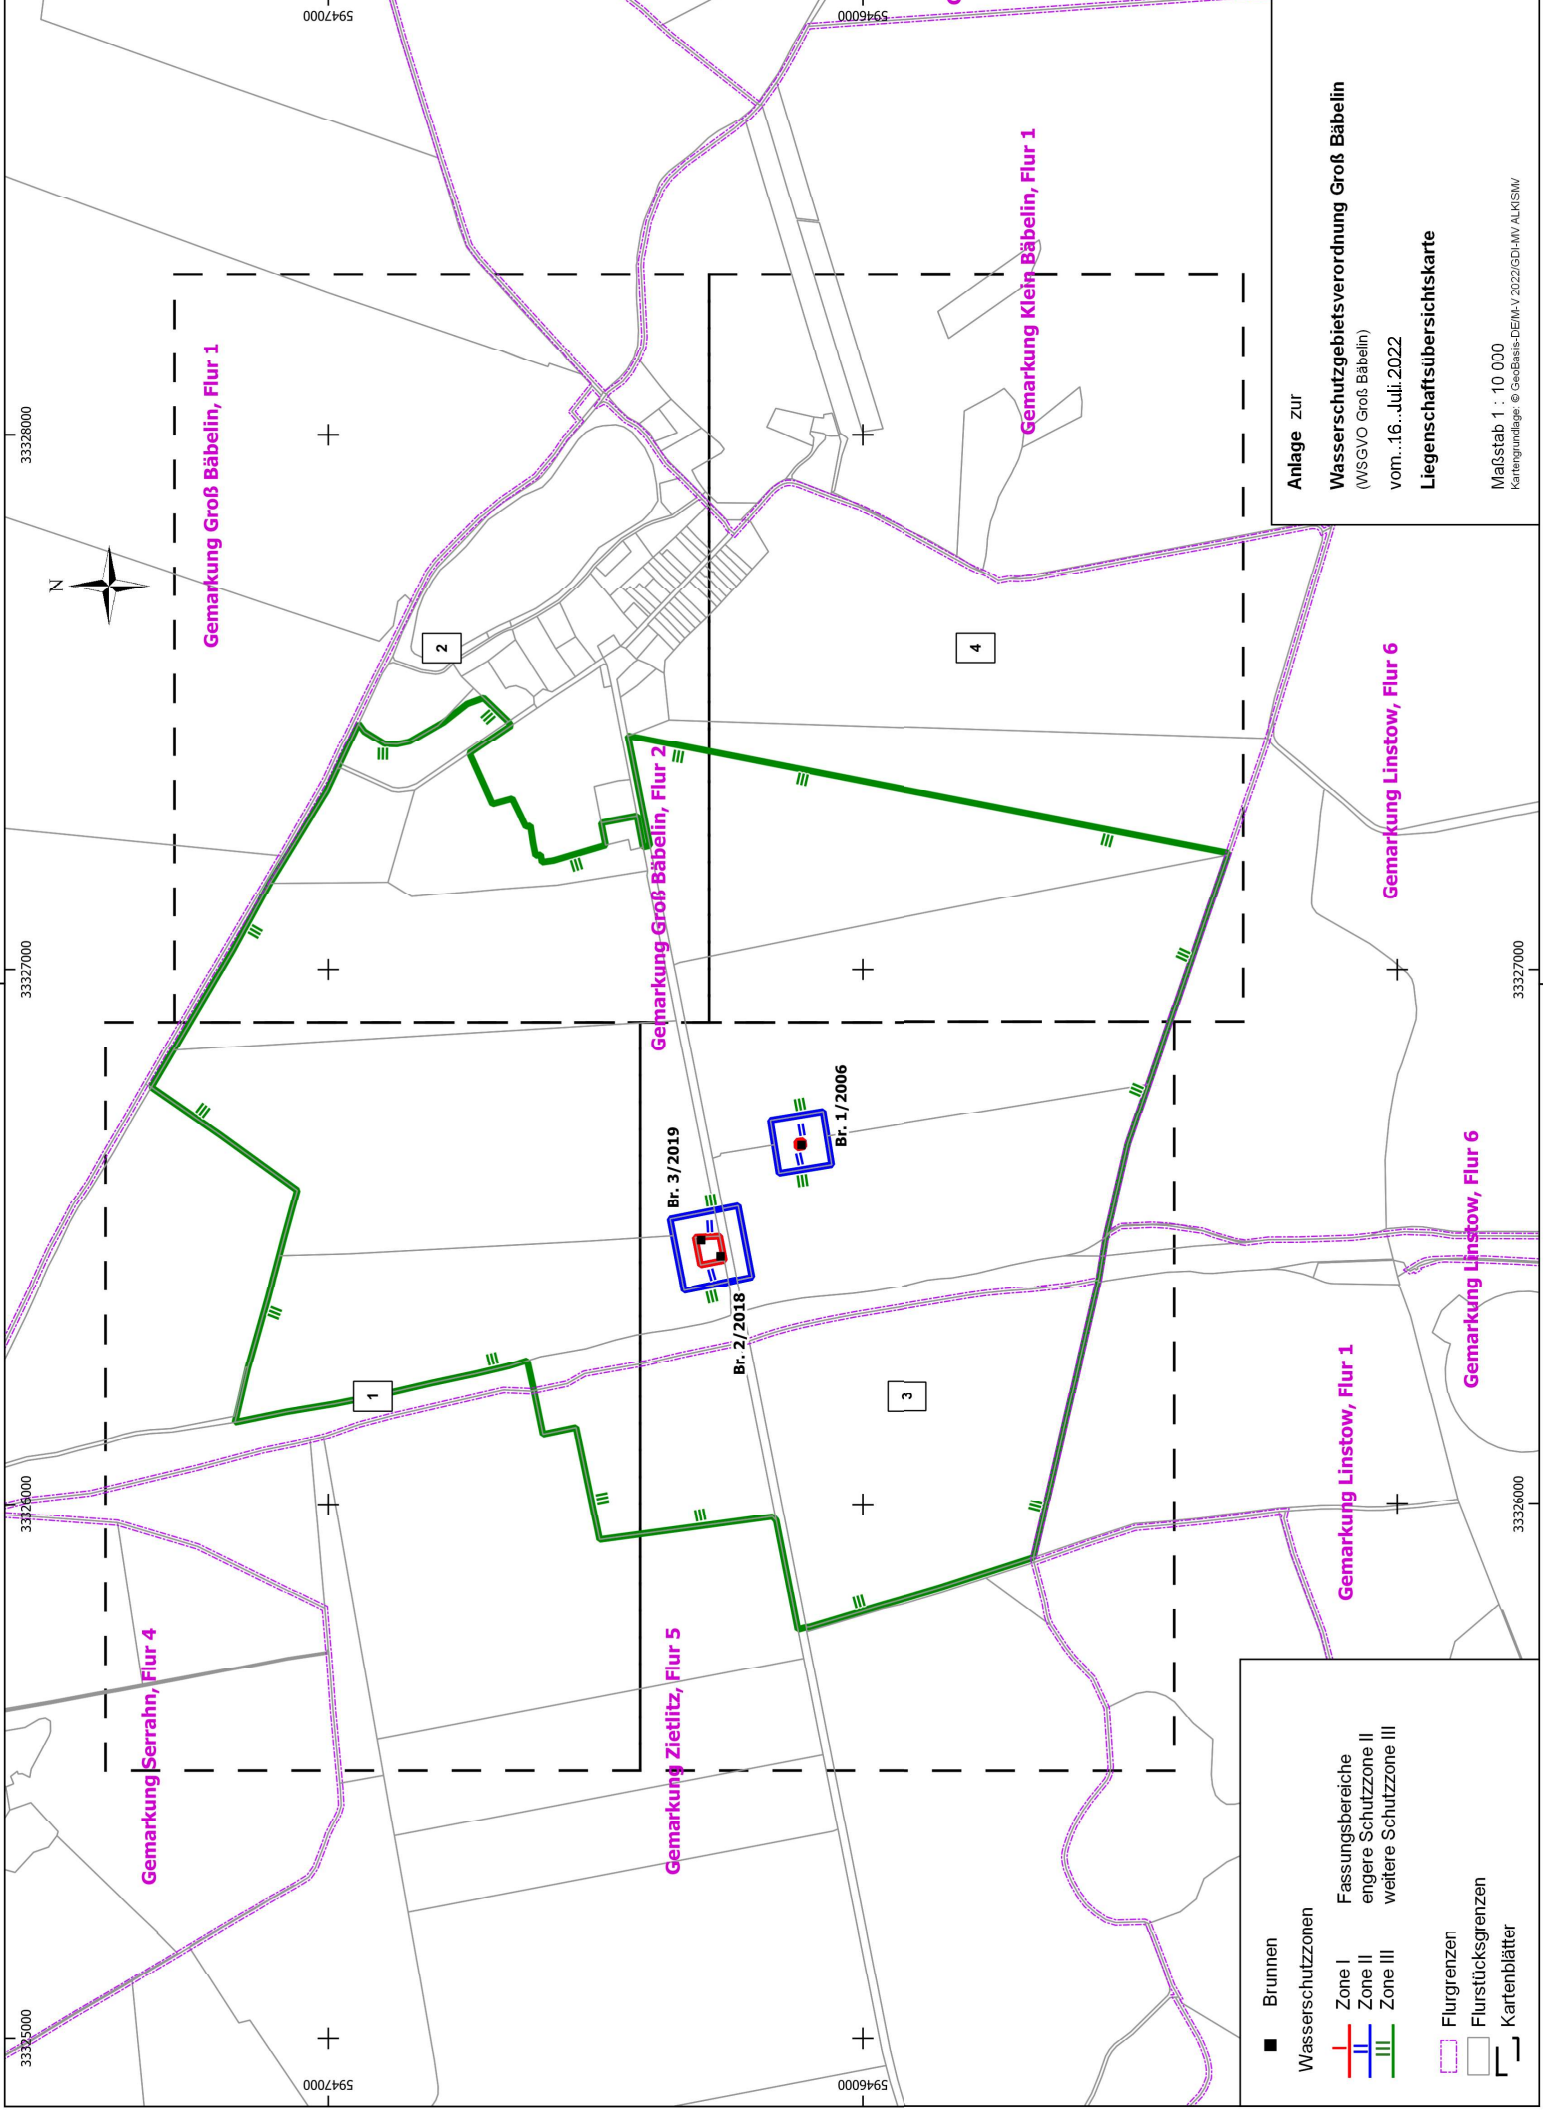 33325000
33326000
33327000
33328000
5947000
5947000
5946000
5946000
33326000
33327000
N
Gemarkung Serrahn, Flur 4
Gemarkung Groß Bäbelin, Flur 1
Gemarkung Zietlitz, Flur 5
Gemarkung Groß Bäbelin, Flur 2
Gemarkung Klein Bäbelin, Flur 1
Gemarkung Linstow, Flur 1
Gemarkung Linstow, Flur 6
Gemarkung Linstow, Flur 6
1
2
3
4
Br. 3/2019
Br. 2/2018
Br. 1/2006
III
II
Brunnen
Wasserschutzzonen
I Zone I Fassungsbereiche
II Zone II engere Schutzzone II
III Zone III weitere Schutzzone III
Flurgrenzen
Flurstücksgrenzen
Kartenblätter
Anlage zur
Wasserschutzgebietsverordnung Groß Bäbelin
(WSGVO Groß Bäbelin)
vom..16..Juli.2022
Liegenschaftsübersichtskarte
Maßstab 1 : 10 000
Kartengrundlage: © GeoBasis-DE/M-V 2022/GDI-MV ALKISMV